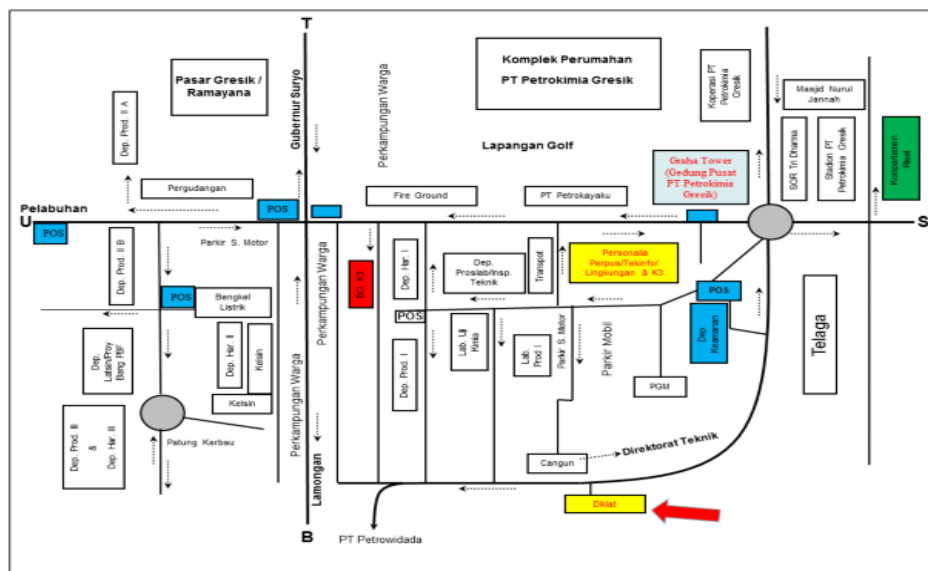 T
Pasar Gresik /
Ramayana
Gubernur Suryo
Perkampungan Warga
Komplek Perumahan
PT Petrokimia Gresik
Koperasi PT
Petrokimia
Gresik
Masjid Nurul
Jannah
Dep. Prod. II A
Lapangan Golf
SOR Tri Dharma
Stadion PT
Petrokimia Gresik
Kompartemen
Riset
Graha Tower
(Gedung Pusat
PT Petrokimia
Gresik)
Pergudangan
Fire Ground
PT Petrokayaku
Pelabuhan
POS
U
S
POS
Dep. Prod. II B
Parkir S. Motor
Perkampungan Warga
BG. K3
Dep. Har. I
Dep.
Proslab/Insp.
Teknik
Transpot
Personalia
Perpus/Tekinfo/
Lingkungan & K3
POS
Bengkel
Listrik
POS
POS
Dep.
Keamanan
Telaga
Dep.
Latsin/Proy
Bang PBF
Dep. Har. II
Kelsin
Perkampungan Warga
Dep. Prod. I
Lab. Uji
Kimia
Lab.
Prod I
Parkir S. Motor
Parkir Mobil
PGM
Kelsin
Dep. Prod. III
&
Dep. Har. III
Patung Kerbau
Lamongan
Cangun
Direktorat Teknik
Diklat
B
PT Petrowidada